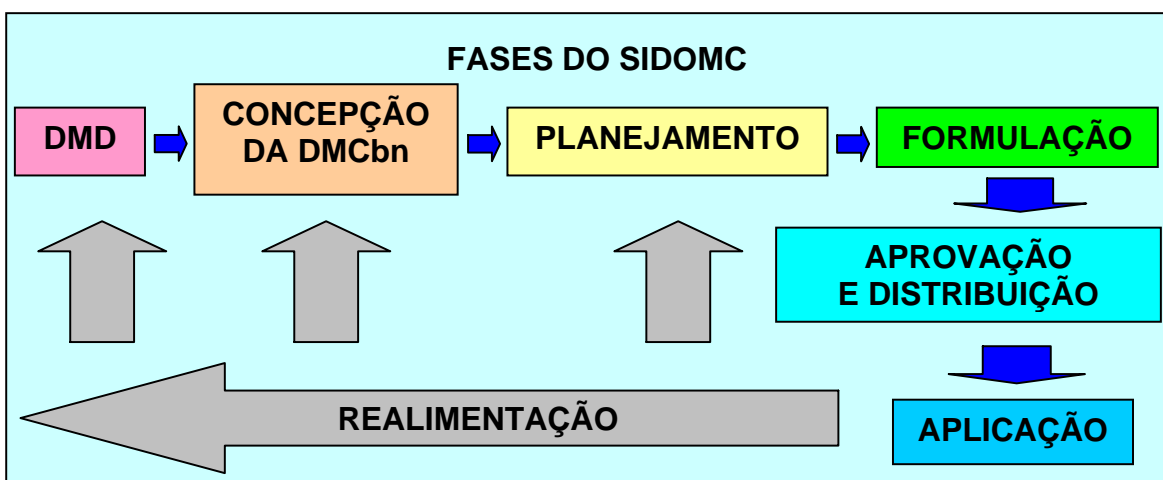 FASES DO SIDOMC
DMD
CONCEPÇÃO
DA DMCbn
PLANEJAMENTO
FORMULAÇÃO
APROVAÇÃO
E DISTRIBUIÇÃO
REALIMENTAÇÃO
APLICAÇÃO